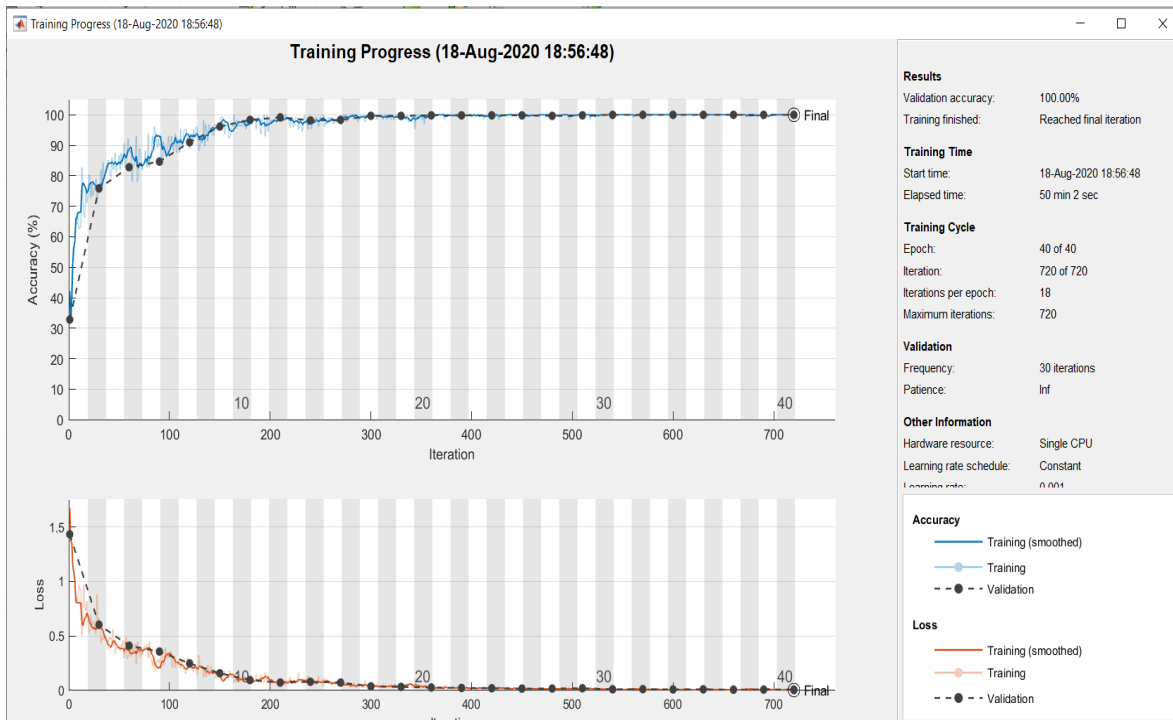 Training Progress (18-Aug-2020 18:56:48)
Training Progress (18-Aug-2020 18:56:48)
Accuracy (%)
100
90
80
70
60
50
40
30
20
10
0
Final
10
20
30
40
0
100
200
300
400
500
600
700
Iteration
Loss
1.5
1
0.5
0
10
20
30
40
Final
0
100
200
300
400
500
600
700
Results
Validation accuracy: 100.00%
Training finished: Reached final iteration
Training Time
Start time: 18-Aug-2020 18:56:48
Elapsed time: 50 min 2 sec
Training Cycle
Epoch: 40 of 40
Iteration: 720 of 720
Iterations per epoch: 18
Maximum iterations: 720
Validation
Frequency: 30 iterations
Patience: Inf
Other Information
Hardware resource: Single CPU
Learning rate schedule: Constant
Learning rate: 0.001
Accuracy
Training (smoothed)
Training
Validation
Loss
Training (smoothed)
Training
Validation